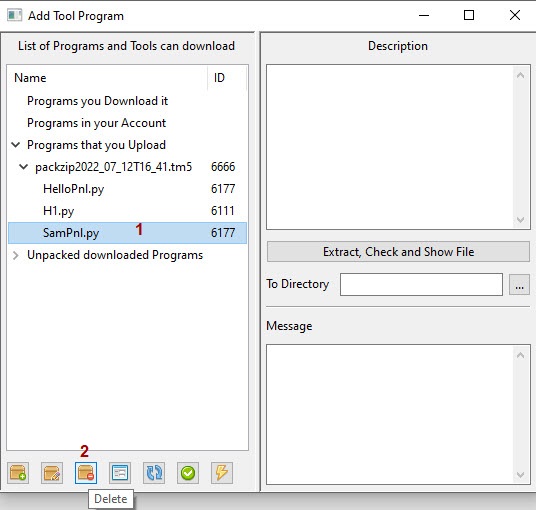 Add Tool Program
List of Programs and Tools can download
Name ID
Programs you Download it
Programs in your Account
Programs that you Upload
packzip2022_07_12T16_41.tm5 6666
HelloPnl.py 6177
H1.py 6111
SamPnl.py 1 6177
Unpacked downloaded Programs
2
Delete
Description
Extract, Check and Show File
To Directory ...
Message